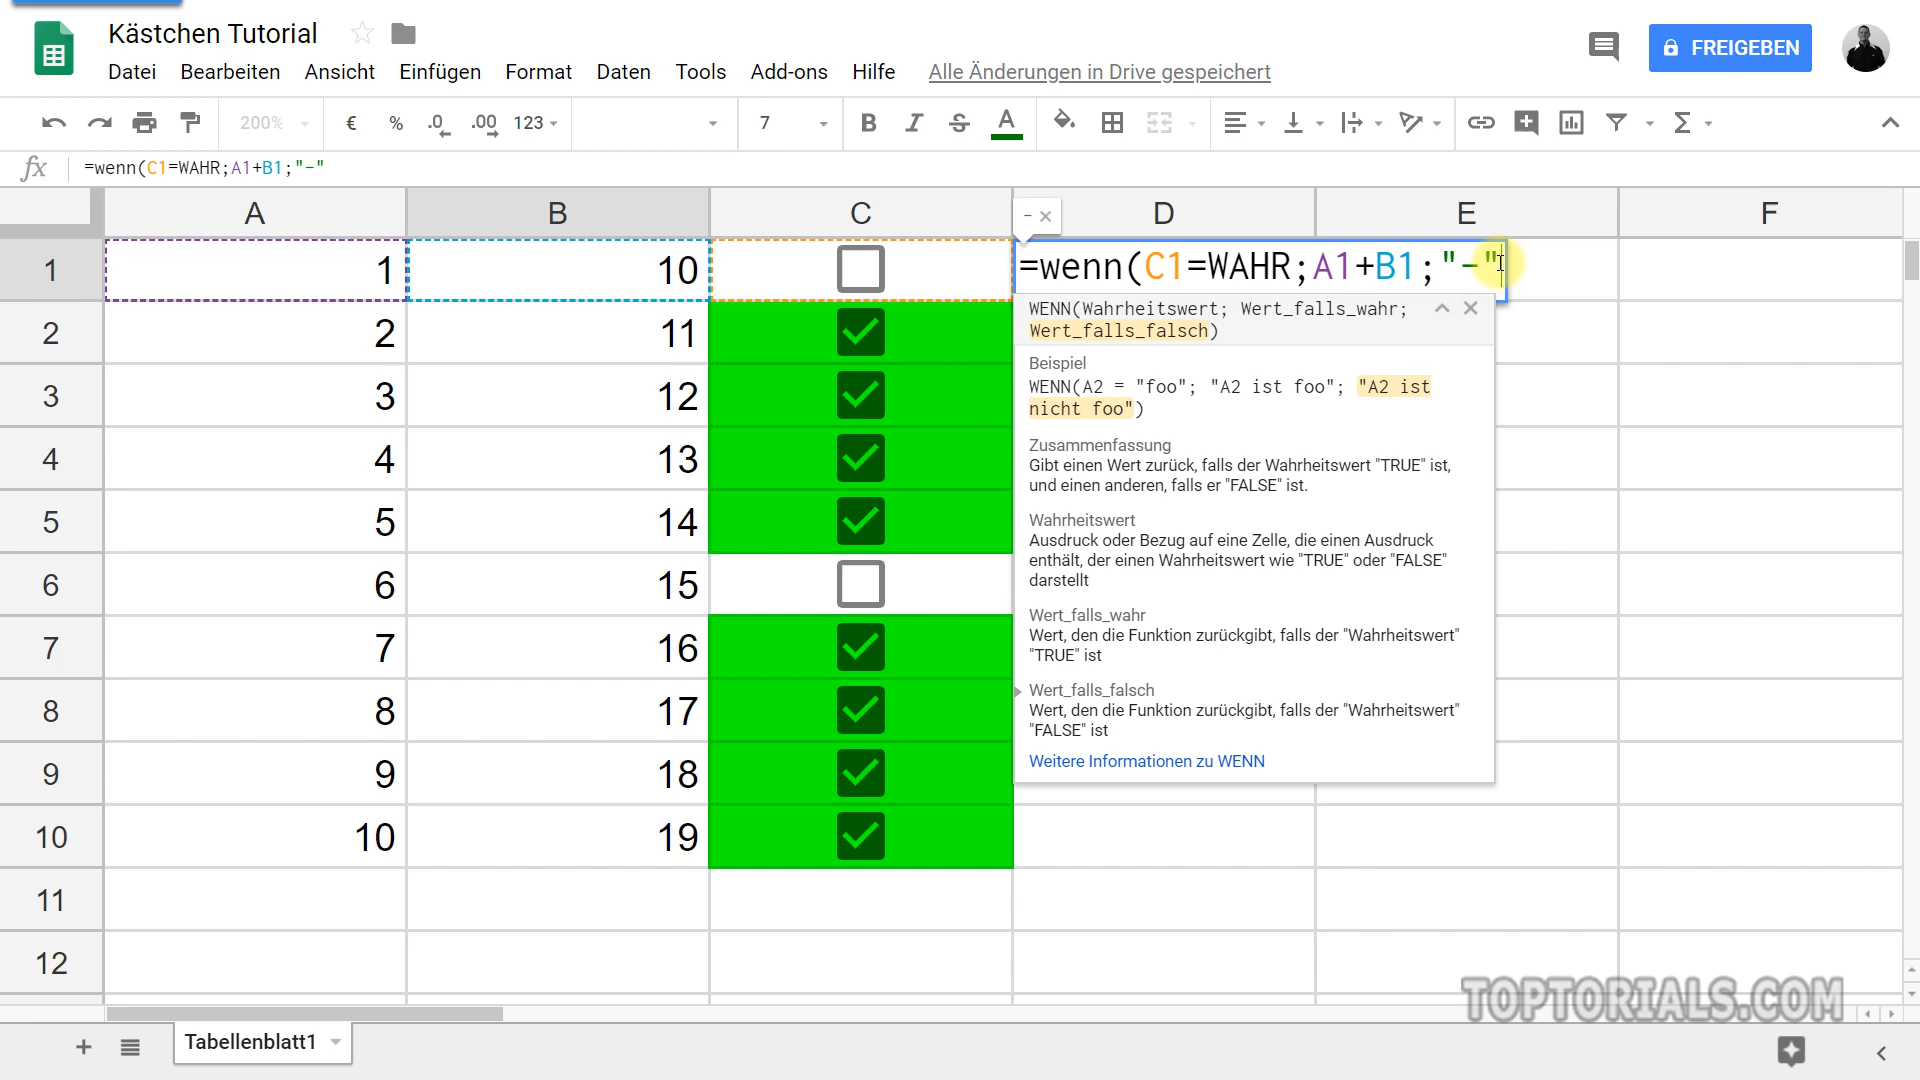 Kästchen Tutorial
Datei Bearbeiten Ansicht Einfügen Format Daten Tools Add-ons Hilfe Alle Änderungen in Drive gespeichert
FREIGEBEN
200% € % .0 .00 123 7 B I S A Σ
fx =wenn(C1=WAHR;A1+B1;"-"
A B C D E F
- ×
1 1 10 =wenn(C1=WAHR;A1+B1;"-"
WENN(Wahrheitswert; Wert_falls_wahr;
Wert_falls_falsch)
Beispiel
WENN(A2 = "foo"; "A2 ist foo"; "A2 ist
nicht foo")
Zusammenfassung
Gibt einen Wert zurück, falls der Wahrheitswert "TRUE" ist,
und einen anderen, falls er "FALSE" ist.
Wahrheitswert
Ausdruck oder Bezug auf eine Zelle, die einen Ausdruck
enthält, der einen Wahrheitswert wie "TRUE" oder "FALSE"
darstellt
Wert_falls_wahr
Wert, den die Funktion zurückgibt, falls der "Wahrheitswert"
"TRUE" ist
Wert_falls_falsch
Wert, den die Funktion zurückgibt, falls der "Wahrheitswert"
"FALSE" ist
Weitere Informationen zu WENN
2 2 11
3 3 12
4 4 13
5 5 14
6 6 15
7 7 16
8 8 17
9 9 18
10 10 19
11
12
TOPTORIALS.COM
Tabellenblatt1